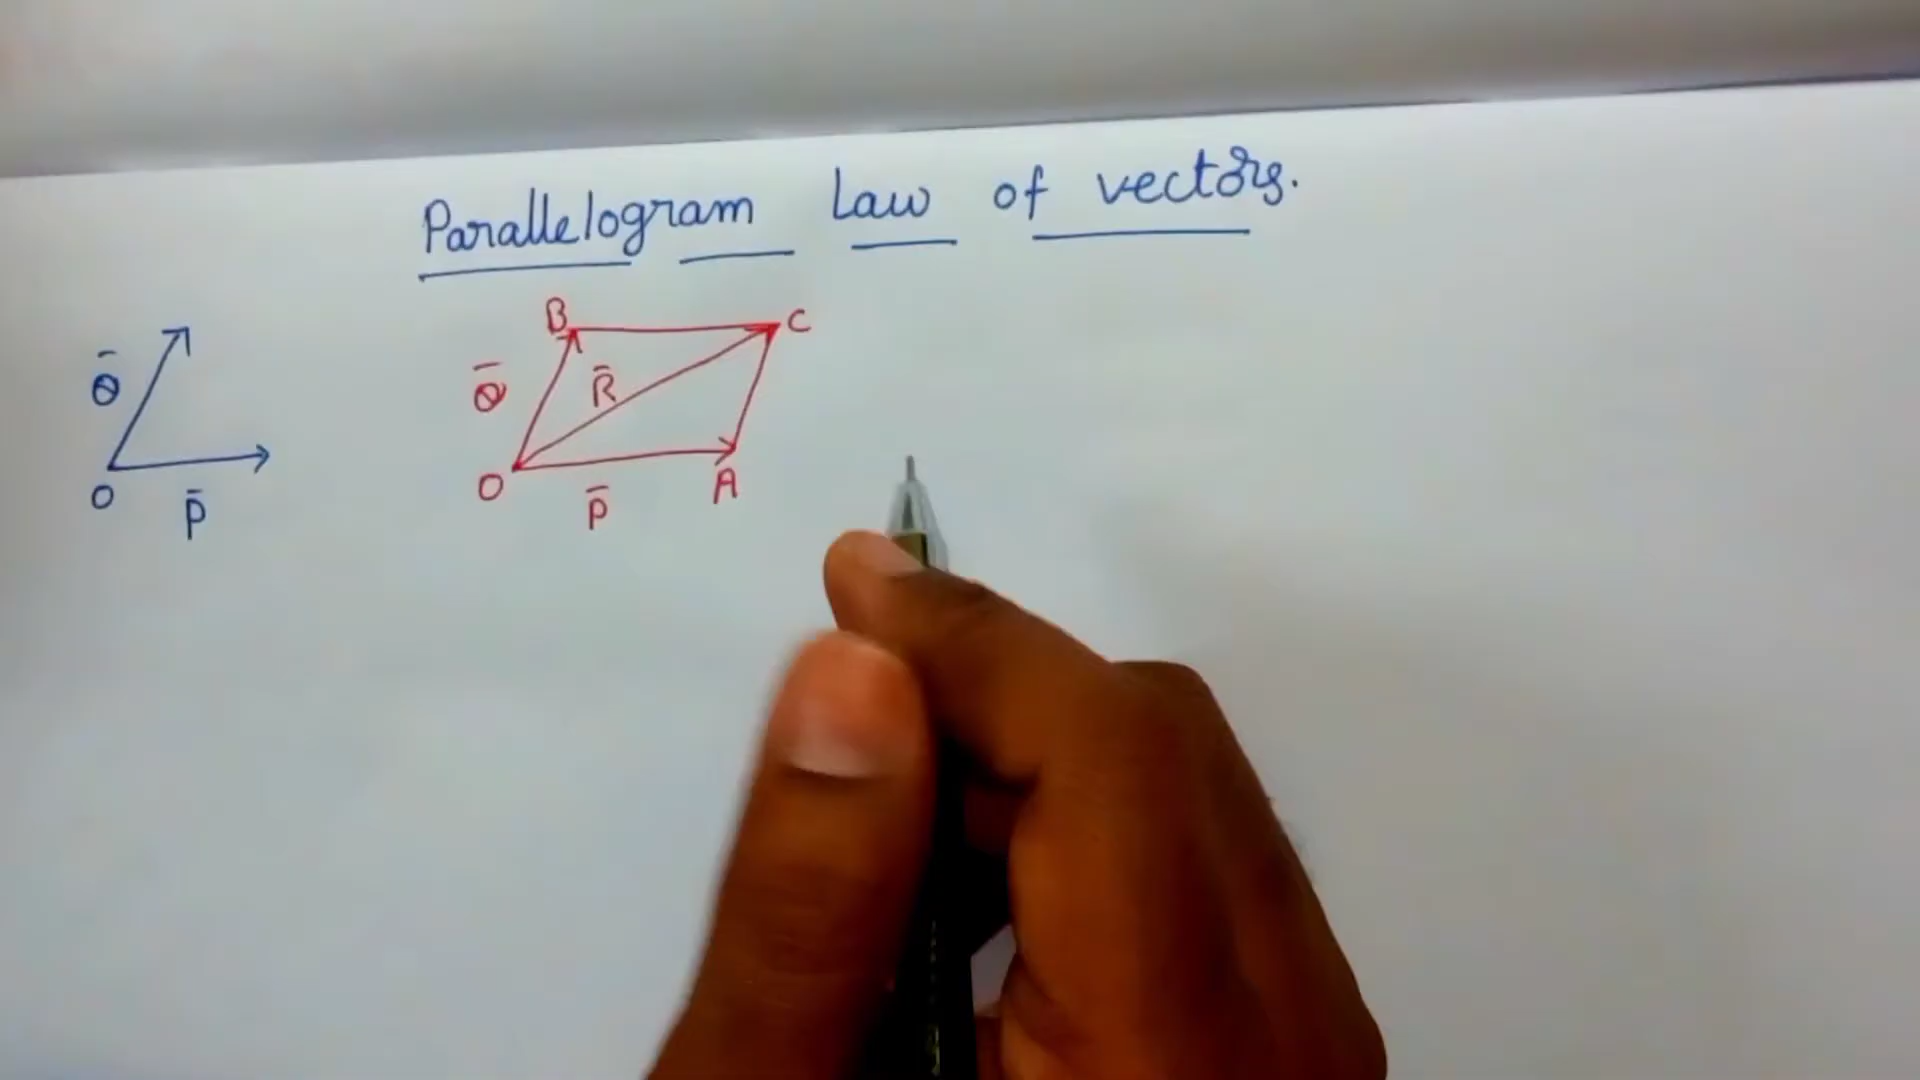 Parallelogram Law of vectors.
B C
Q̄ Q̄ R̄
O P̄ O P̄ A